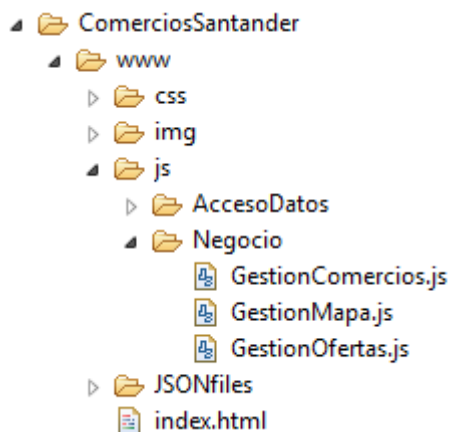 ComerciosSantander
www
css
img
js
AccesoDatos
Negocio
GestionComercios.js
GestionMapa.js
GestionOfertas.js
JSONfiles
index.html